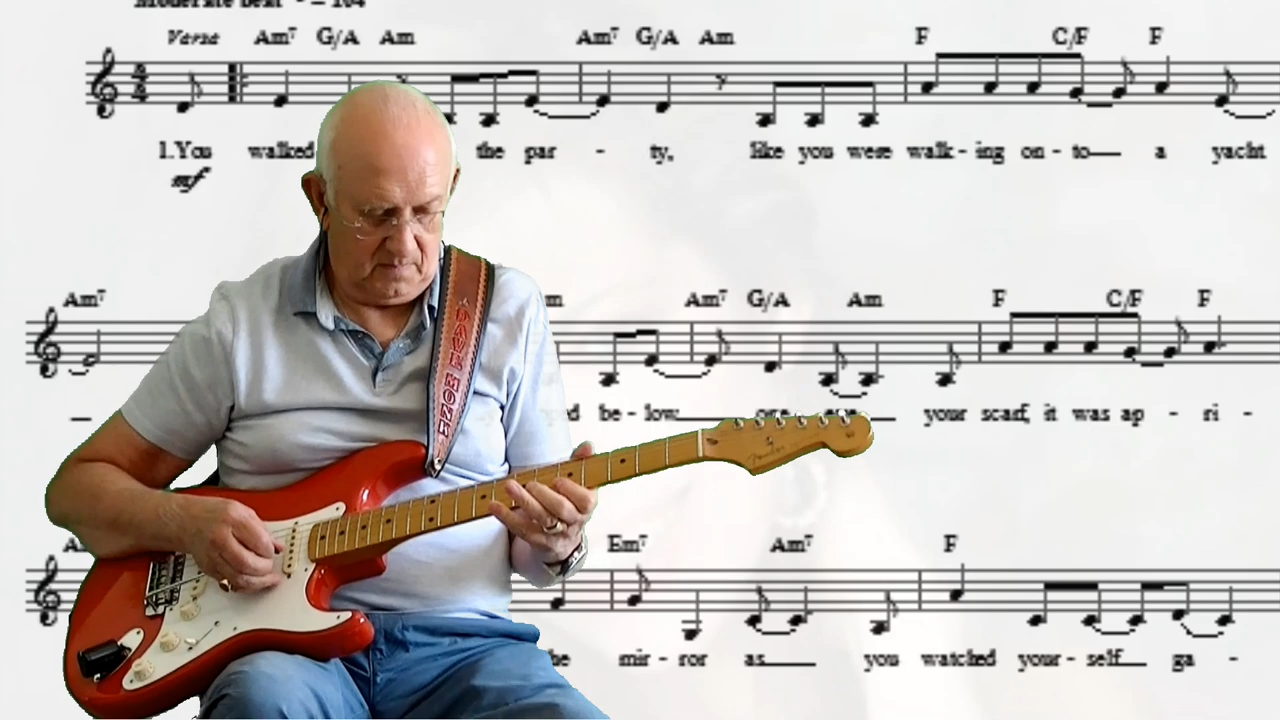 Moderate beat ♩ = 104
Verse Am7 G/A Am Am7 G/A Am F C/F F
1.You walked the par - ty, like you were walk - ing on - to a yacht
mf
Am7 Am7 G/A Am F C/F F
be - low your scarf, it was ap - ri -
DAVE MONK
Fender
Em7 Am7 F
mir - ror as you watched your - self ga -